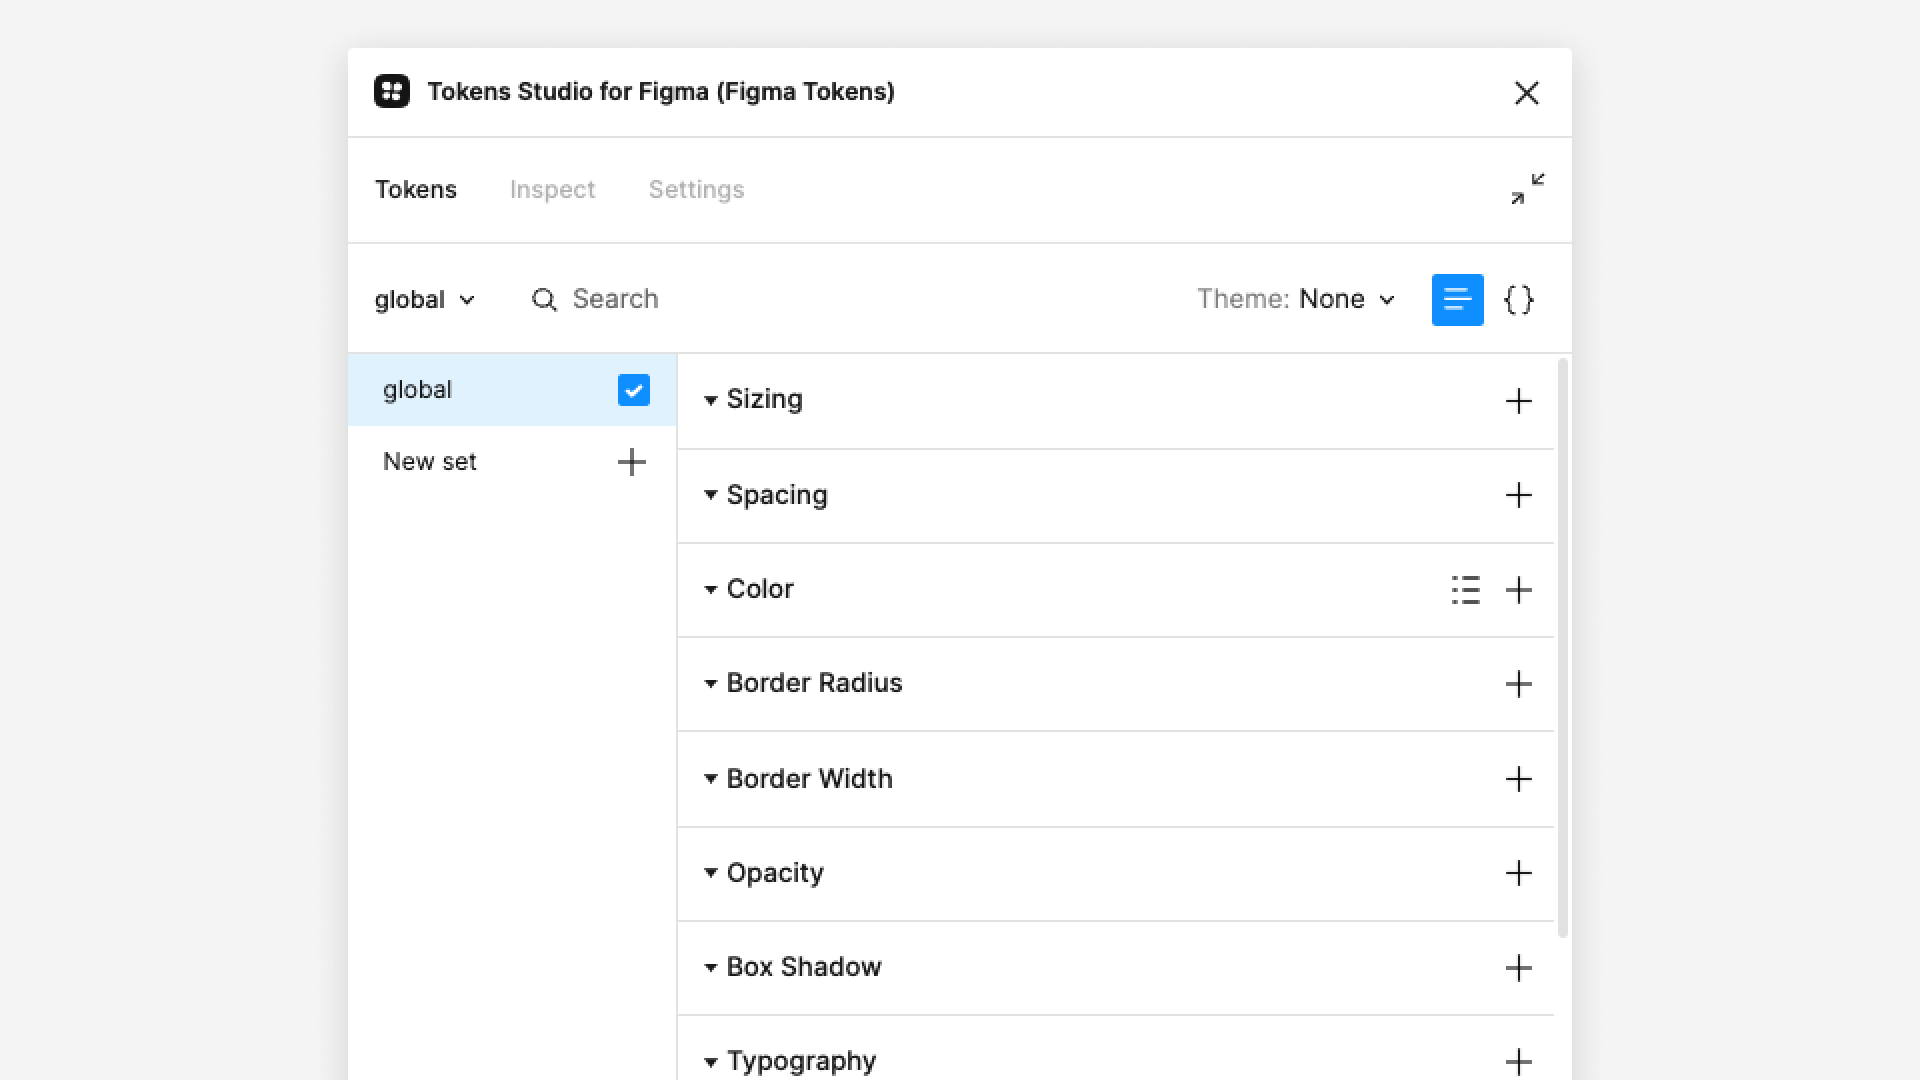 Tokens Studio for Figma (Figma Tokens)
Tokens Inspect Settings
global Search Theme: None {}
global
New set
Sizing
Spacing
Color
Border Radius
Border Width
Opacity
Box Shadow
Typography